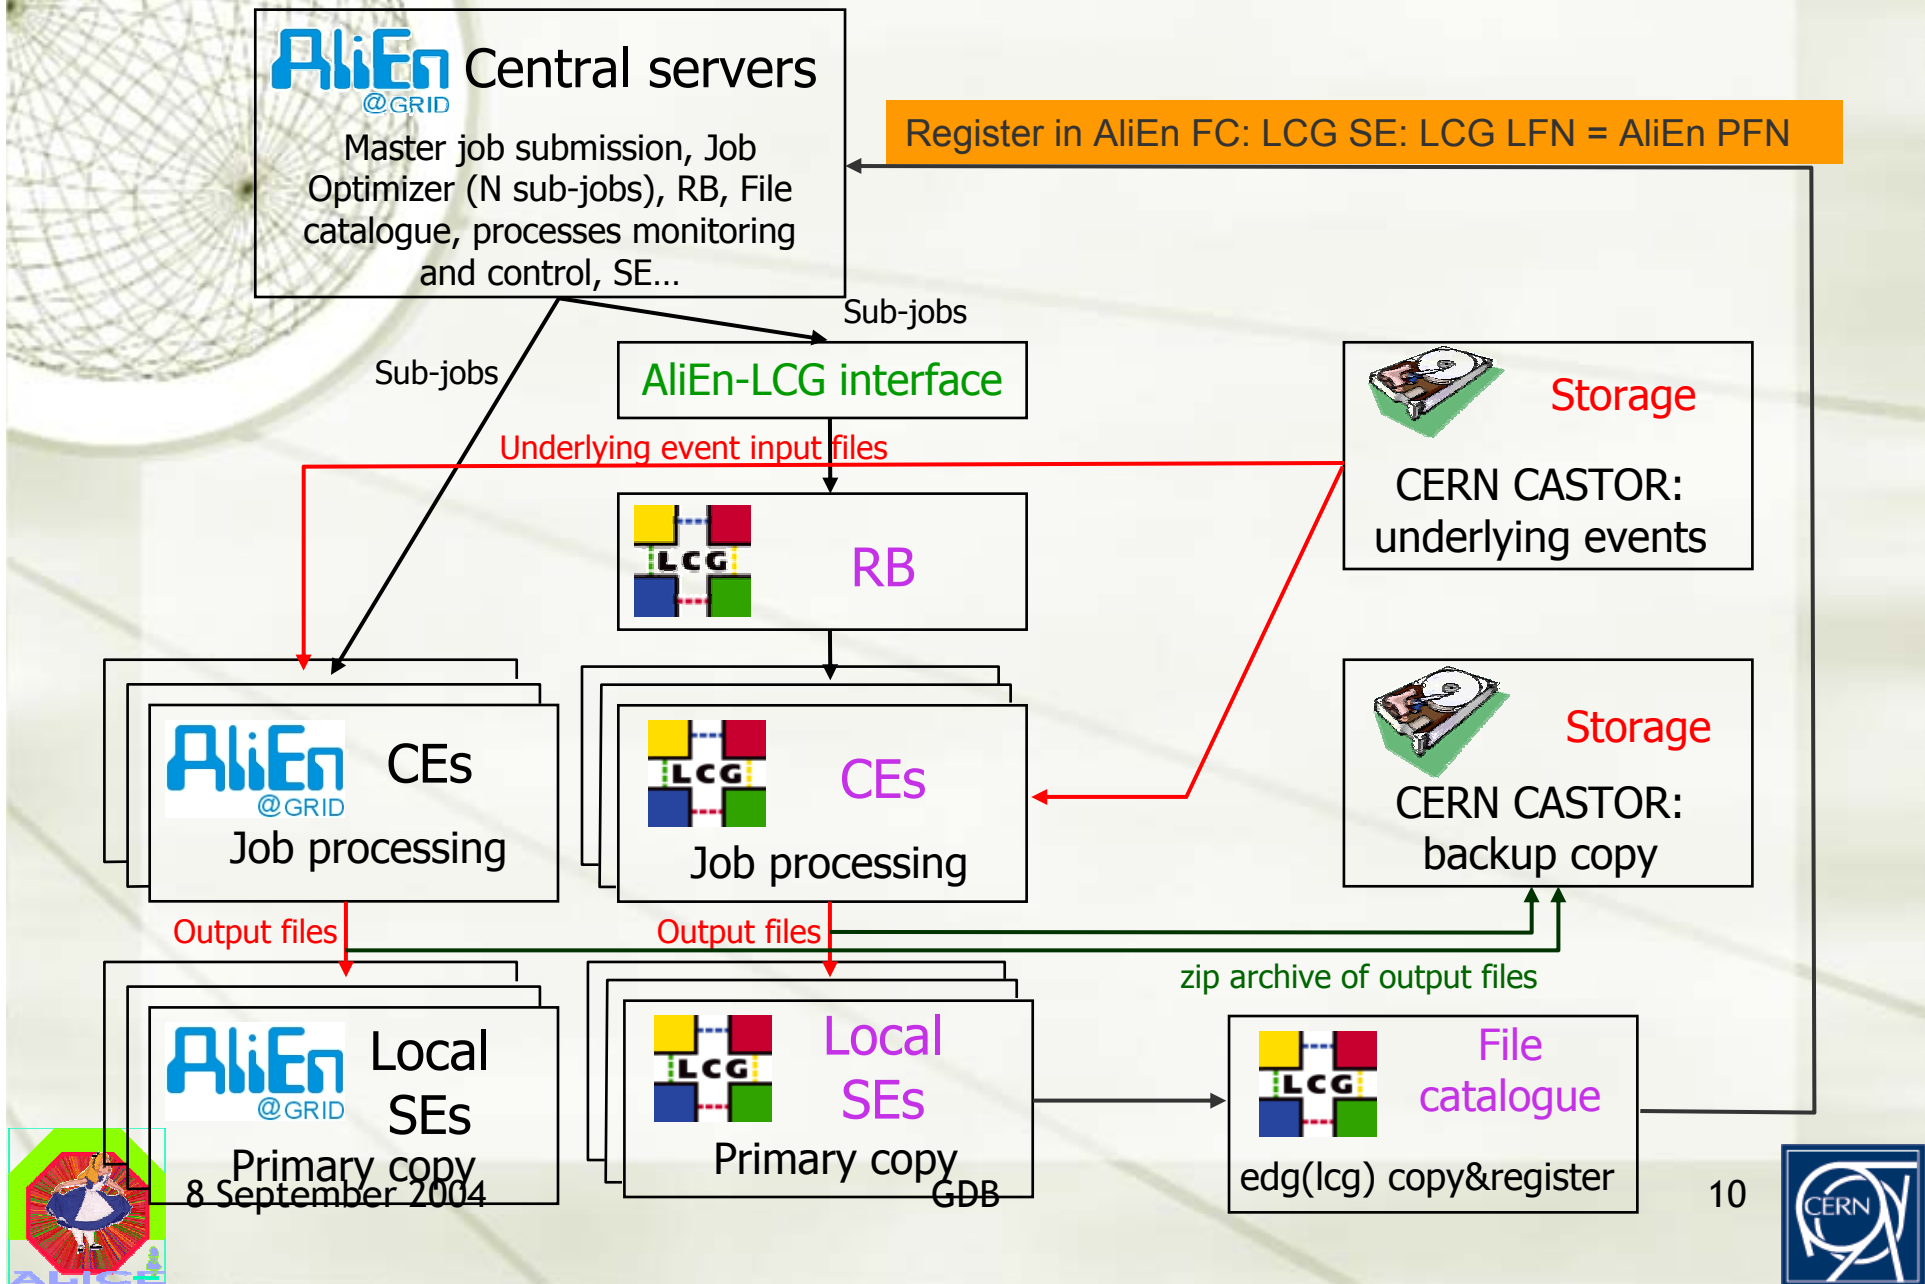 AliEn Central servers
@GRID
Master job submission, Job
Optimizer (N sub-jobs), RB, File
catalogue, processes monitoring
and control, SE...
Register in AliEn FC: LCG SE: LCG LFN = AliEn PFN
Sub-jobs
Sub-jobs
AliEn-LCG interface
Storage
CERN CASTOR:
underlying events
Underlying event input files
LCG
RB
Storage
CERN CASTOR:
backup copy
AliEn
@GRID
CEs
Job processing
LCG
CEs
Job processing
Output files
Output files
zip archive of output files
AliEn
@GRID
Local
SEs
Primary copy
LCG
Local
SEs
Primary copy
LCG
File
catalogue
edg(lcg) copy&register
8 September 2004
GDB
10
ALICE
CERN